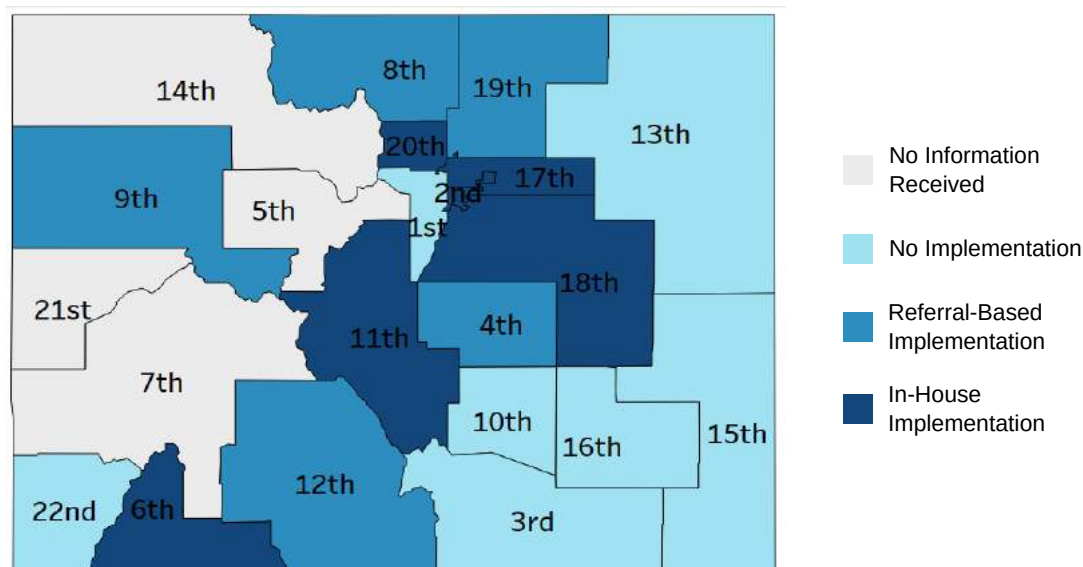 8th
14th
19th
13th
20th
17th
2nd
9th
5th
1st
18th
21st
4th
11th
7th
10th
15th
16th
12th
22nd
6th
3rd
No Information
Received
No Implementation
Referral-Based
Implementation
In-House
Implementation